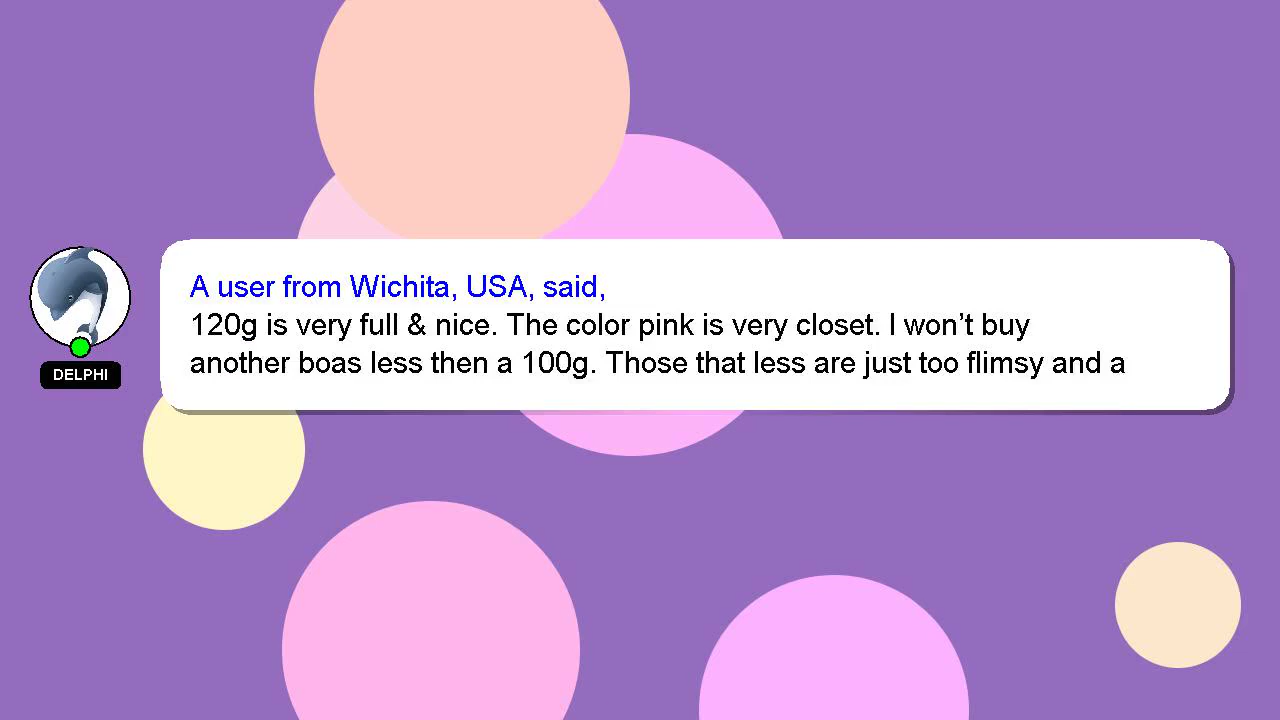 A user from Wichita, USA, said,
120g is very full & nice. The color pink is very closet. I won’t buy
another boas less then a 100g. Those that less are just too flimsy and a
DELPHI